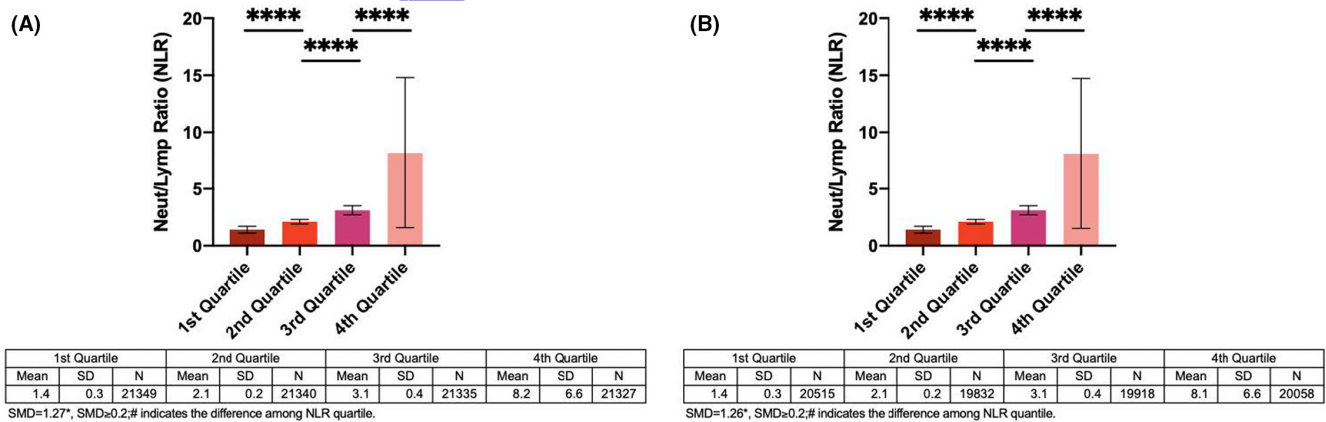 (A)
Neut/Lymp Ratio (NLR)
20
15
10
5
0
**** ****
****
1st Quartile
2nd Quartile
3rd Quartile
4th Quartile
1st Quartile 2nd Quartile 3rd Quartile 4th Quartile
Mean SD N Mean SD N Mean SD N Mean SD N
1.4 0.3 21349 2.1 0.2 21340 3.1 0.4 21335 8.2 6.6 21327
SMD=1.27*, SMD≥0.2;# indicates the difference among NLR quartile.
(B)
Neut/Lymp Ratio (NLR)
20
15
10
5
0
**** ****
****
1st Quartile
2nd Quartile
3rd Quartile
4th Quartile
1st Quartile 2nd Quartile 3rd Quartile 4th Quartile
Mean SD N Mean SD N Mean SD N Mean SD N
1.4 0.3 20515 2.1 0.2 19832 3.1 0.4 19918 8.1 6.6 20058
SMD=1.26*, SMD≥0.2;# indicates the difference among NLR quantile.